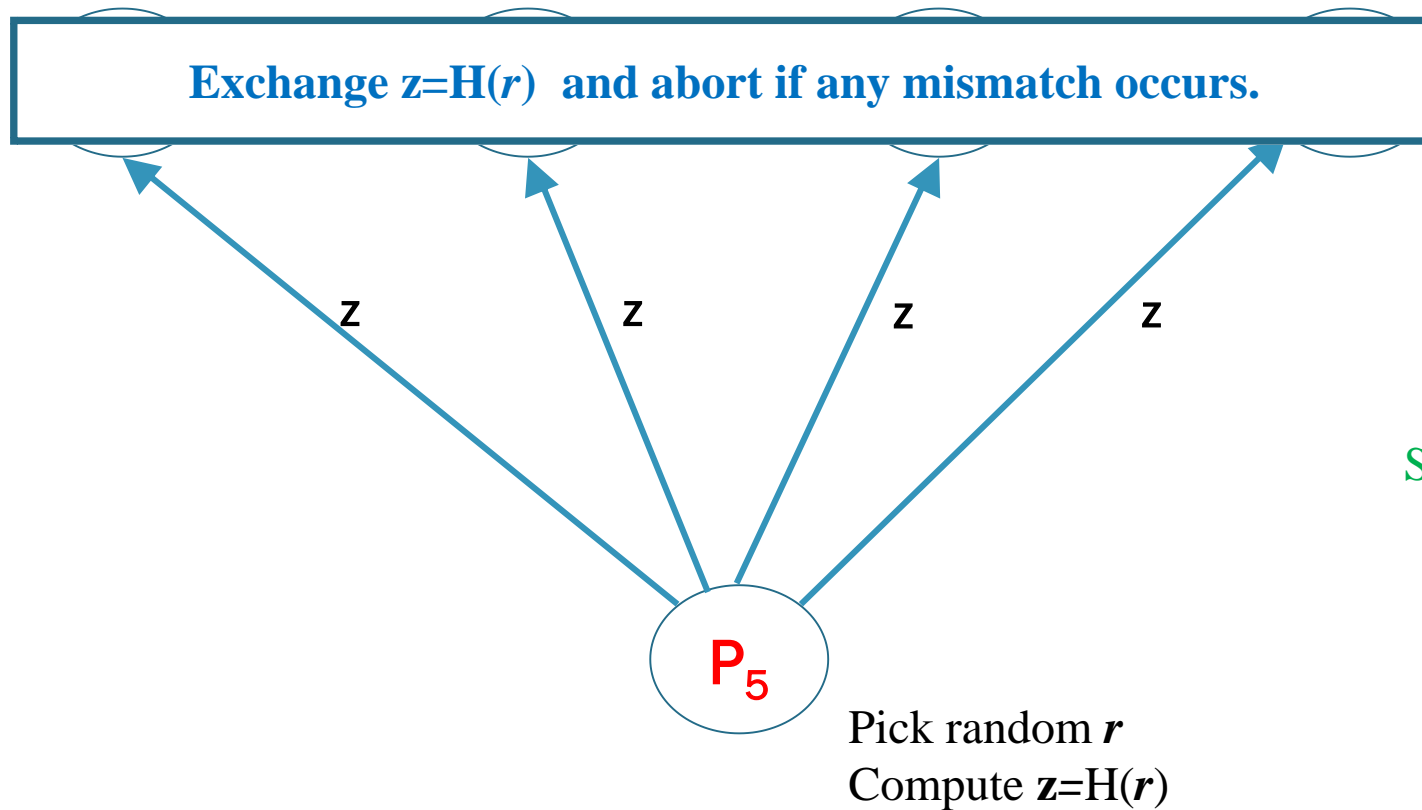 Exchange z=H(r) and abort if any mismatch occurs.
z z z z
S
P₅
Pick random r
Compute z=H(r)